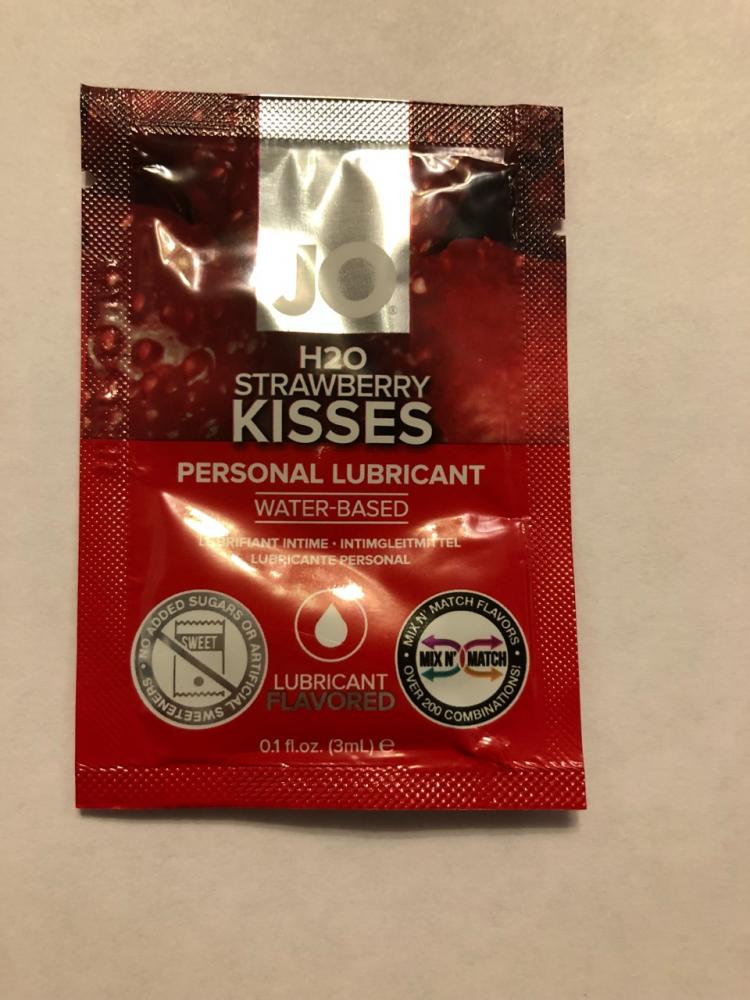 JO®
H2O
STRAWBERRY
KISSES
PERSONAL LUBRICANT
WATER-BASED
LUBRIFIANT INTIME • INTIMGLEITMITTEL
LUBRICANTE PERSONAL
NO ADDED SUGARS OR ARTIFICIAL SWEETENERS •
SWEET
LUBRICANT
FLAVORED
• MIX N' MATCH FLAVORS •
MIX N' MATCH
OVER 200 COMBINATIONS!
0.1 fl.oz. (3mL) ℮